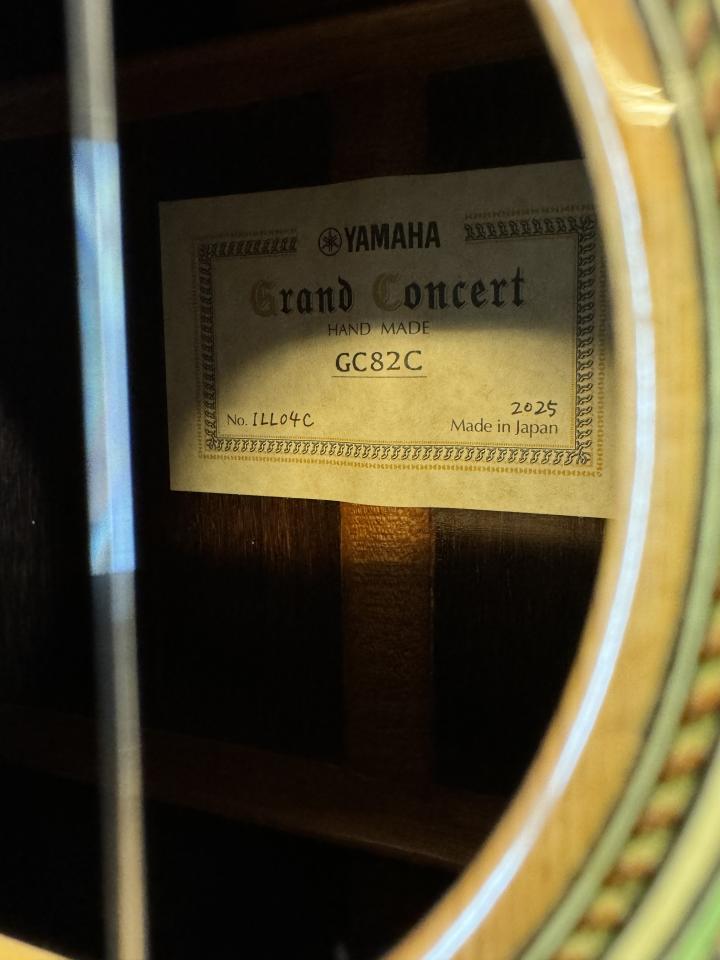 YAMAHA
Grand Concert
HAND MADE
GC82C
No. ILL04C
2025
Made in Japan